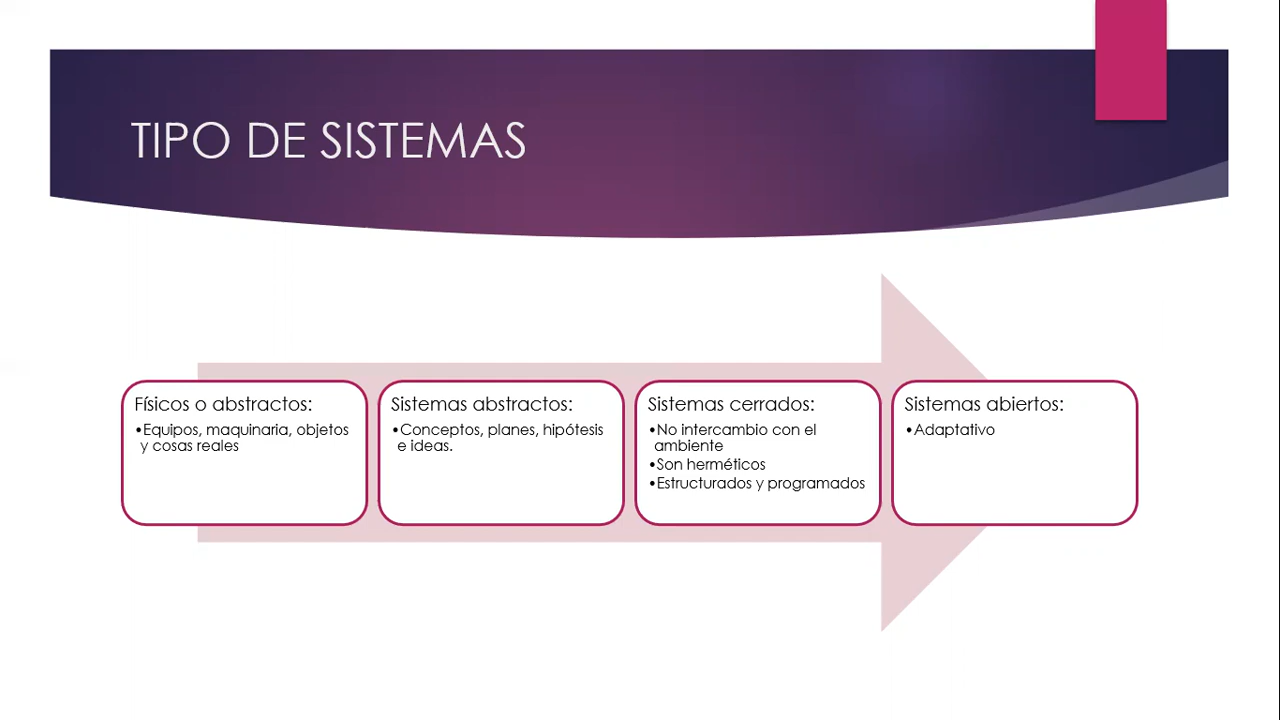 TIPO DE SISTEMAS
Físicos o abstractos:
•Equipos, maquinaria, objetos
y cosas reales
Sistemas abstractos:
•Conceptos, planes, hipótesis
e ideas.
Sistemas cerrados:
•No intercambio con el
ambiente
•Son herméticos
•Estructurados y programados
Sistemas abiertos:
•Adaptativo